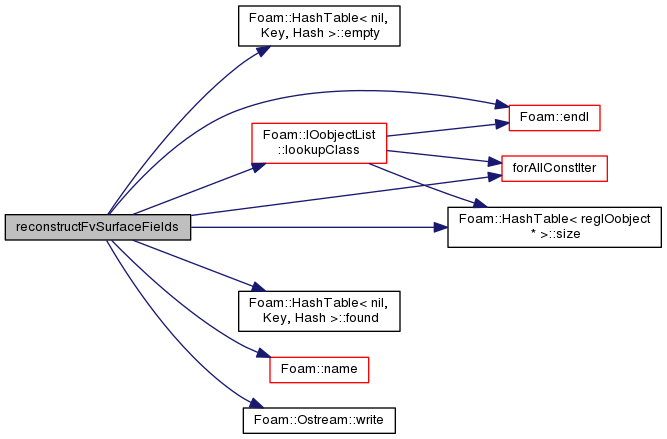 Foam::HashTable< nil,
Key, Hash >::empty
Foam::endl
Foam::IOobjectList
::lookupClass
forAllConstIter
reconstructFvSurfaceFields
Foam::HashTable< regIOobject
* >::size
Foam::HashTable< nil,
Key, Hash >::found
Foam::name
Foam::Ostream::write